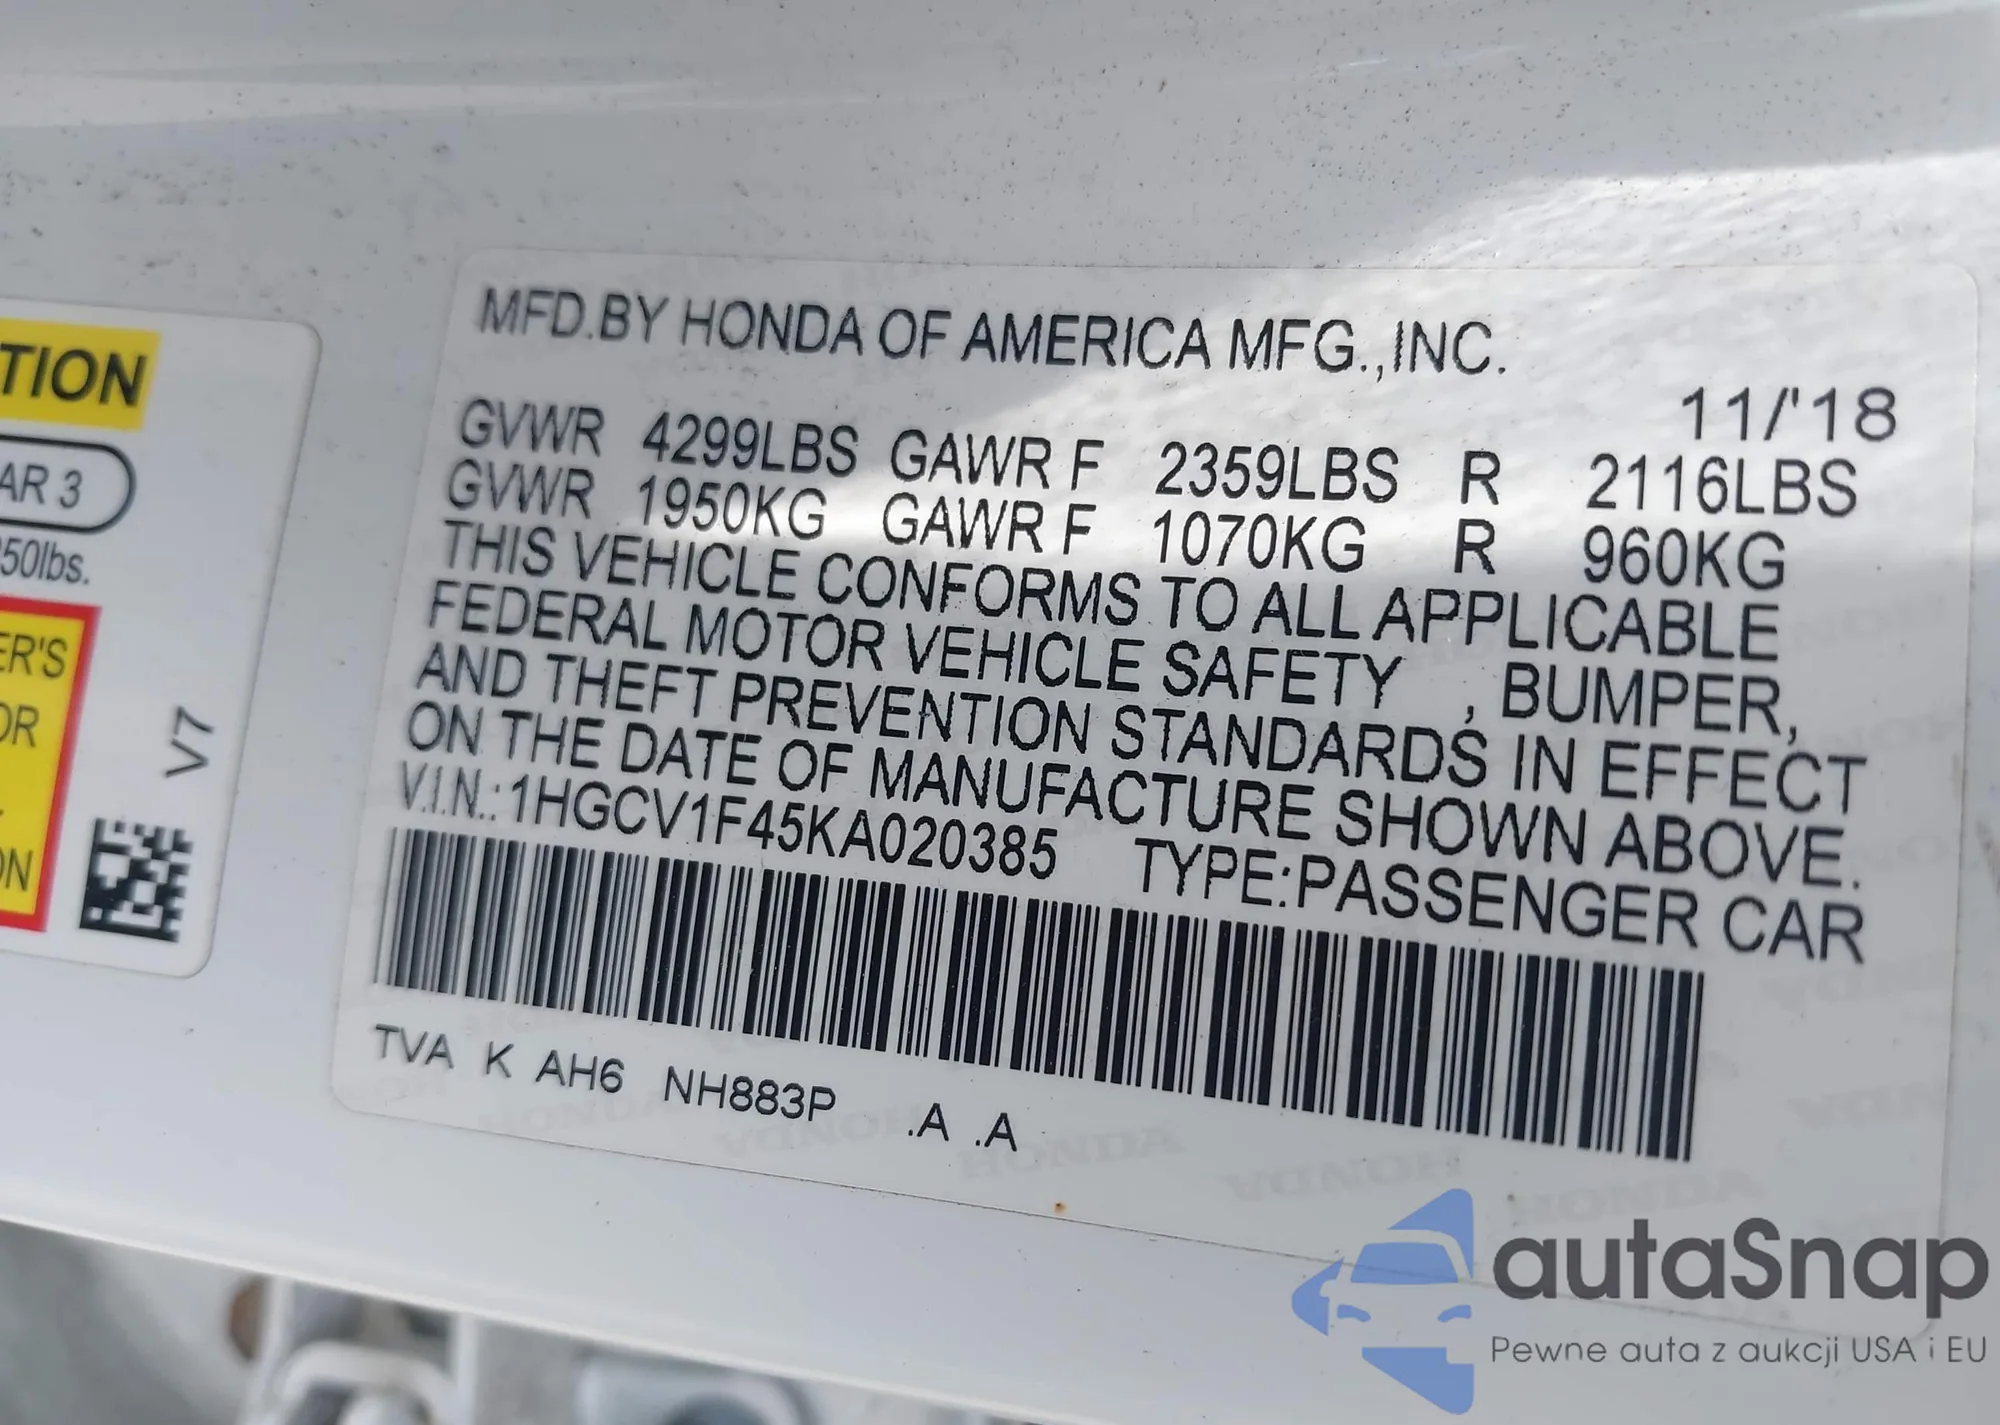 MFD.BY HONDA OF AMERICA MFG.,INC.
11/'18
GVWR 4299LBS GAWR F 2359LBS R 2116LBS
GVWR 1950KG GAWR F 1070KG R 960KG
THIS VEHICLE CONFORMS TO ALL APPLICABLE
FEDERAL MOTOR VEHICLE SAFETY , BUMPER,
AND THEFT PREVENTION STANDARDS IN EFFECT
ON THE DATE OF MANUFACTURE SHOWN ABOVE.
V.I.N.:1HGCV1F45KA020385 TYPE:PASSENGER CAR
TVA K AH6 NH883P .A .A
TION
AR 3
50lbs.
ER'S
OR
ON
V7
autaSnap
Pewne auta z aukcji USA i EU